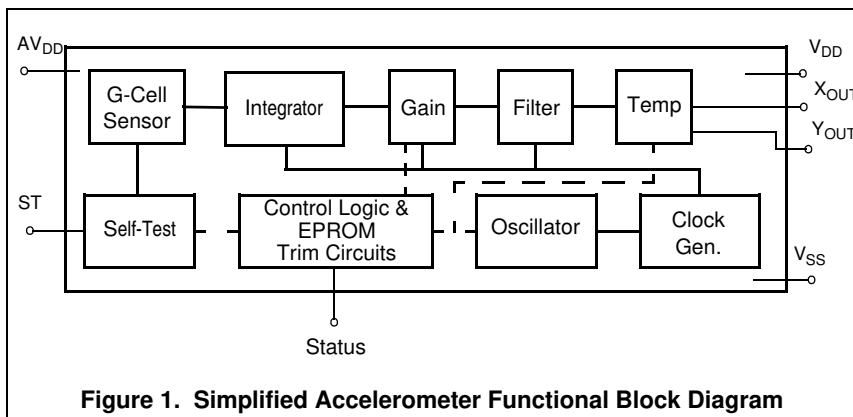 AVDD
VDD
G-Cell
Sensor
Integrator
Gain
Filter
Temp
XOUT
YOUT
ST
Self-Test
Control Logic &
EPROM
Trim Circuits
Oscillator
Clock
Gen.
VSS
Status
Figure 1. Simplified Accelerometer Functional Block Diagram